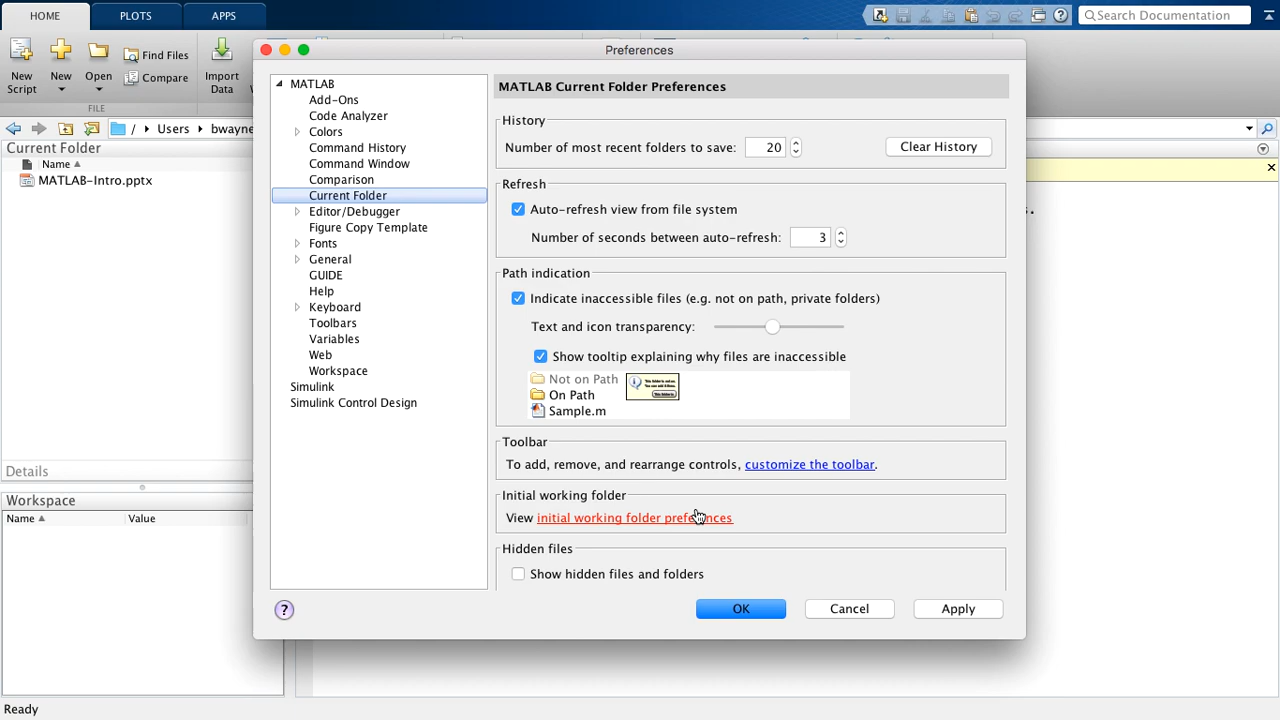 HOME PLOTS APPS
Search Documentation
New Script
New
Open
Find Files
Compare
Import Data
FILE
/ Users bwayne
Current Folder
Name
MATLAB-Intro.pptx
Details
Workspace
Name Value
Ready
Preferences
MATLAB
Add-Ons
Code Analyzer
Colors
Command History
Command Window
Comparison
Current Folder
Editor/Debugger
Figure Copy Template
Fonts
General
GUIDE
Help
Keyboard
Toolbars
Variables
Web
Workspace
Simulink
Simulink Control Design
MATLAB Current Folder Preferences
History
Number of most recent folders to save: 20 Clear History
Refresh
Auto-refresh view from file system
Number of seconds between auto-refresh: 3
Path indication
Indicate inaccessible files (e.g. not on path, private folders)
Text and icon transparency:
Show tooltip explaining why files are inaccessible
Not on Path
On Path
Sample.m
Toolbar
To add, remove, and rearrange controls, customize the toolbar.
Initial working folder
View initial working folder preferences
Hidden files
Show hidden files and folders
? OK Cancel Apply